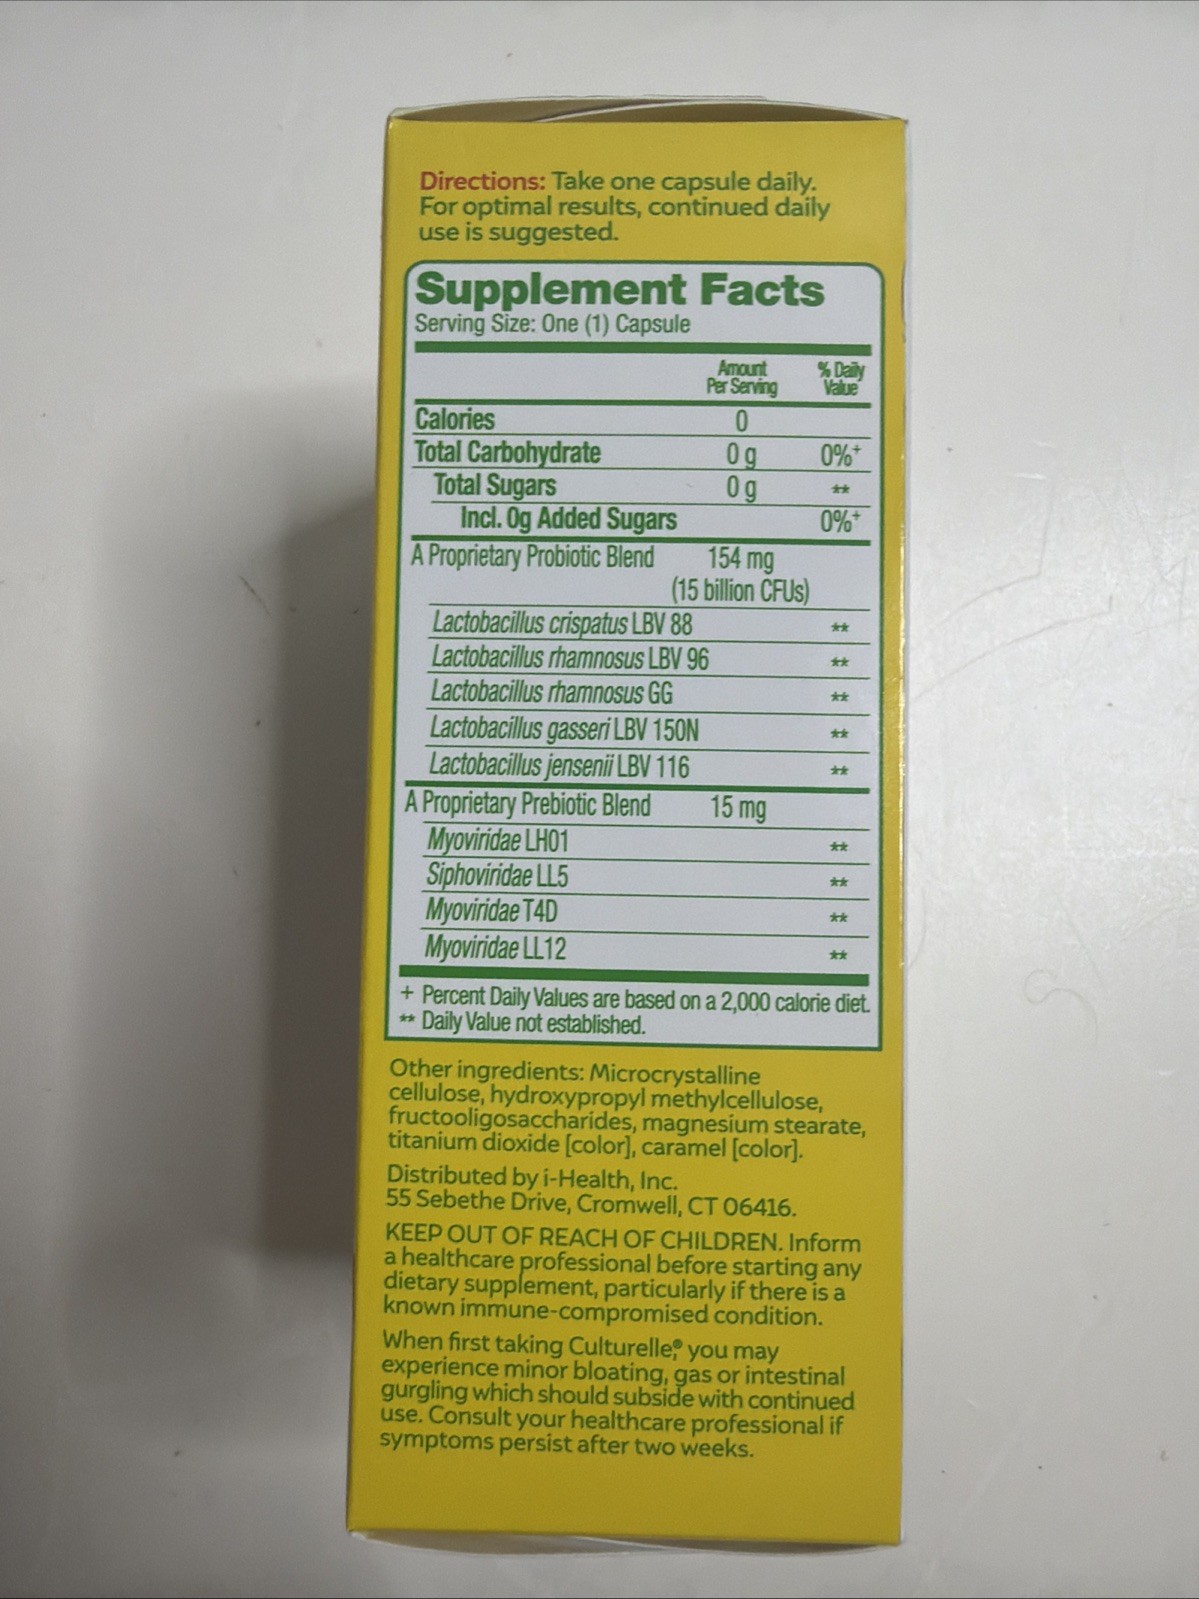 Directions: Take one capsule daily.
For optimal results, continued daily
use is suggested.
Supplement Facts
Serving Size: One (1) Capsule
Amount Per Serving % Daily Value
Calories 0
Total Carbohydrate 0 g 0%+
Total Sugars 0 g **
Incl. 0g Added Sugars 0%+
A Proprietary Probiotic Blend 154 mg
(15 billion CFUs)
Lactobacillus crispatus LBV 88 **
Lactobacillus rhamnosus LBV 96 **
Lactobacillus rhamnosus GG **
Lactobacillus gasseri LBV 150N **
Lactobacillus jensenii LBV 116 **
A Proprietary Prebiotic Blend 15 mg
Myoviridae LH01 **
Siphoviridae LL5 **
Myoviridae T4D **
Myoviridae LL12 **
+ Percent Daily Values are based on a 2,000 calorie diet.
** Daily Value not established.
Other ingredients: Microcrystalline
cellulose, hydroxypropyl methylcellulose,
fructooligosaccharides, magnesium stearate,
titanium dioxide [color], caramel [color].
Distributed by i-Health, Inc.
55 Sebethe Drive, Cromwell, CT 06416.
KEEP OUT OF REACH OF CHILDREN. Inform
a healthcare professional before starting any
dietary supplement, particularly if there is a
known immune-compromised condition.
When first taking Culturelle,® you may
experience minor bloating, gas or intestinal
gurgling which should subside with continued
use. Consult your healthcare professional if
symptoms persist after two weeks.